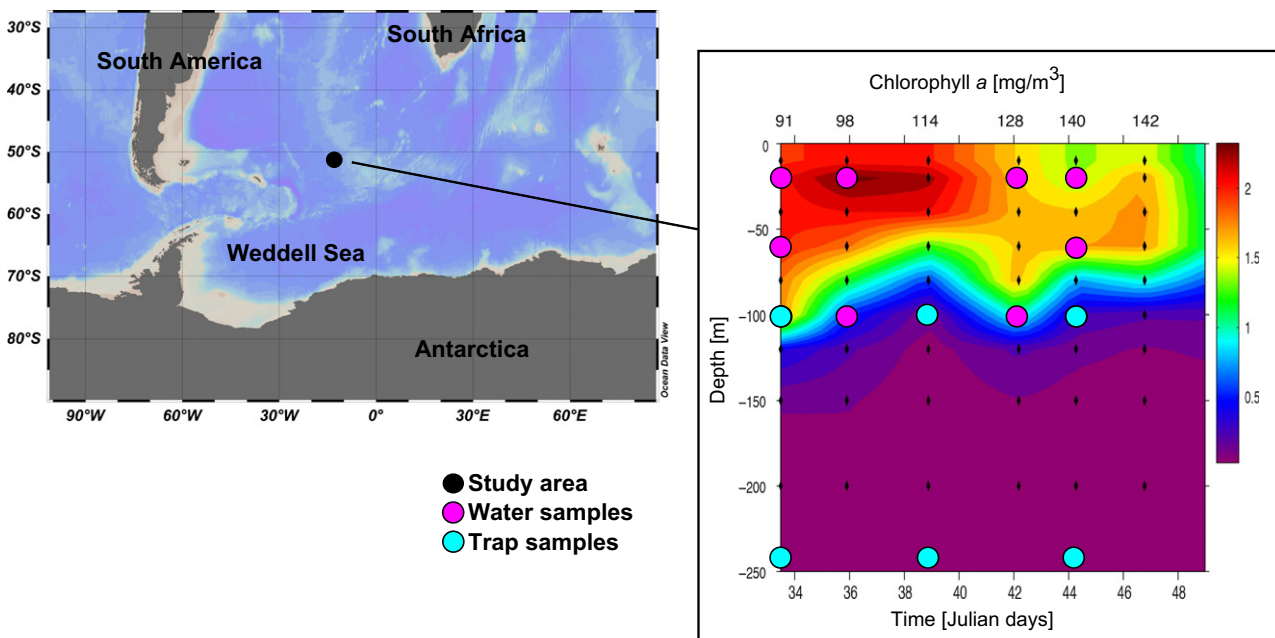 30°S
40°S
50°S
60°S
70°S
80°S
South America
South Africa
Weddell Sea
Antarctica
Ocean Data View
90°W 60°W 30°W 0° 30°E 60°E
Study area
Water samples
Trap samples
Chlorophyll a [mg/m3]
91 98 114 128 140 142
0
−50
−100
−150
−200
−250
Depth [m]
34 36 38 40 42 44 46 48
Time [Julian days]
2
1
0.5